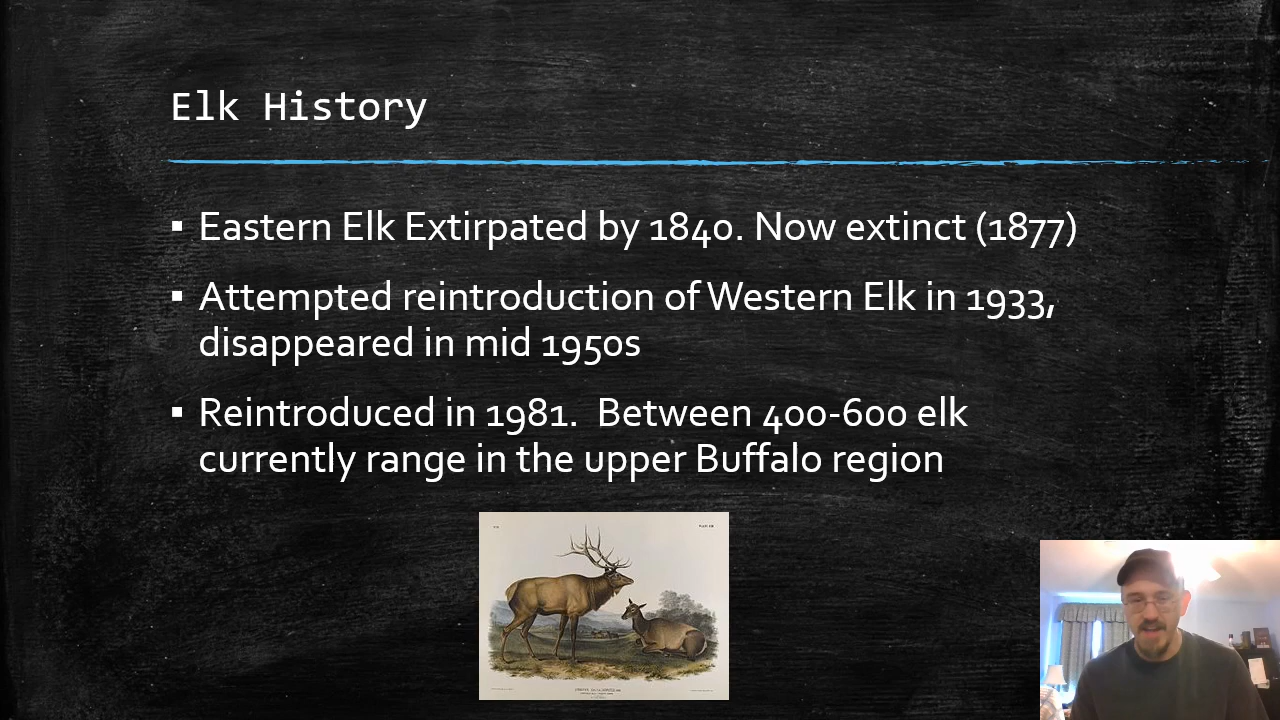 Elk History
▪ Eastern Elk Extirpated by 1840. Now extinct (1877)
▪ Attempted reintroduction of Western Elk in 1933,
disappeared in mid 1950s
▪ Reintroduced in 1981.  Between 400-600 elk
currently range in the upper Buffalo region